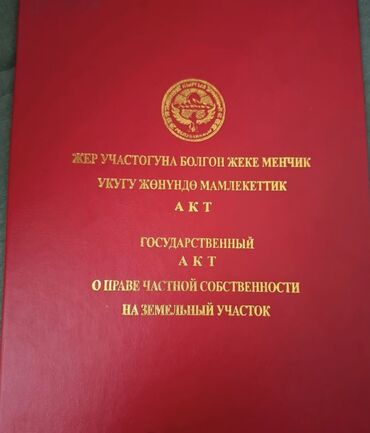 ЖЕР УЧАСТОГУНА БОЛГОН ЖЕКЕ МЕНЧИК
УКУГУ ЖӨНҮНДӨ МАМЛЕКЕТТИК
АКТ
ГОСУДАРСТВЕННЫЙ
АКТ
О ПРАВЕ ЧАСТНОЙ СОБСТВЕННОСТИ
НА ЗЕМЕЛЬНЫЙ УЧАСТОК